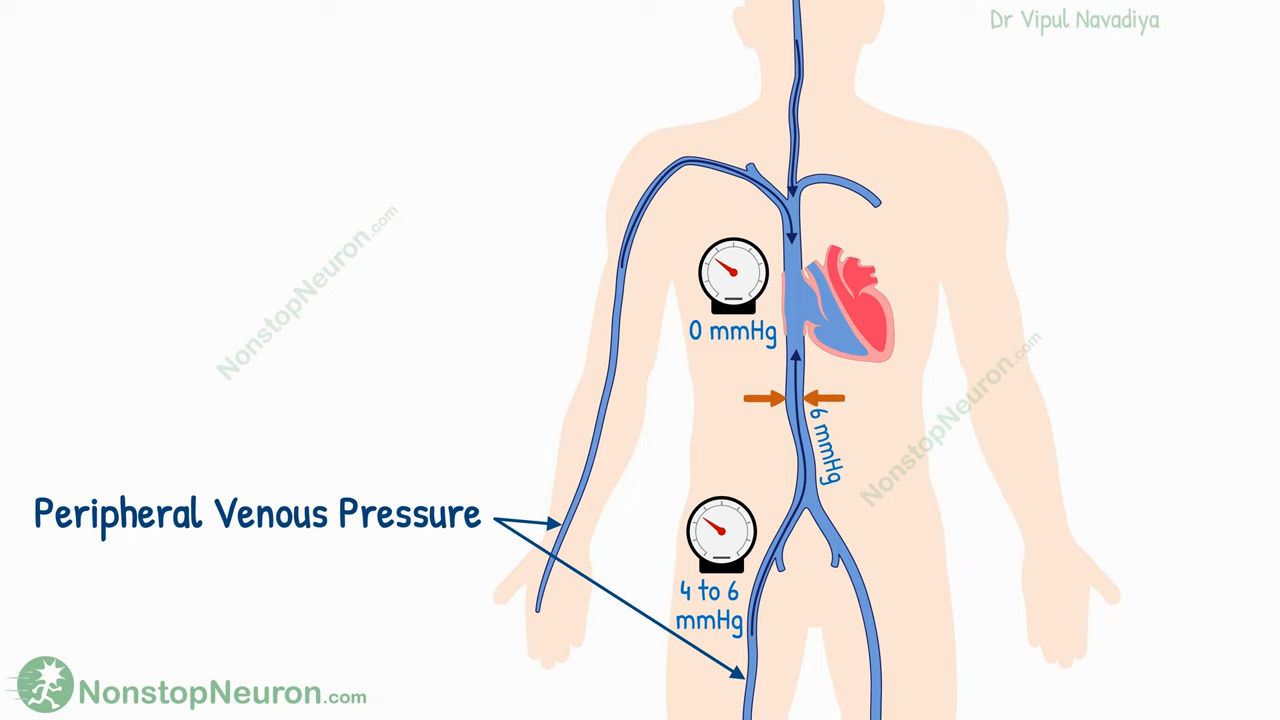 Dr Vipul Navadiya
NonstopNeuron.com
0 mmHg
NonstopNeuron.com
6 mmHg
Peripheral Venous Pressure
4 to 6
mmHg
NonstopNeuron.com